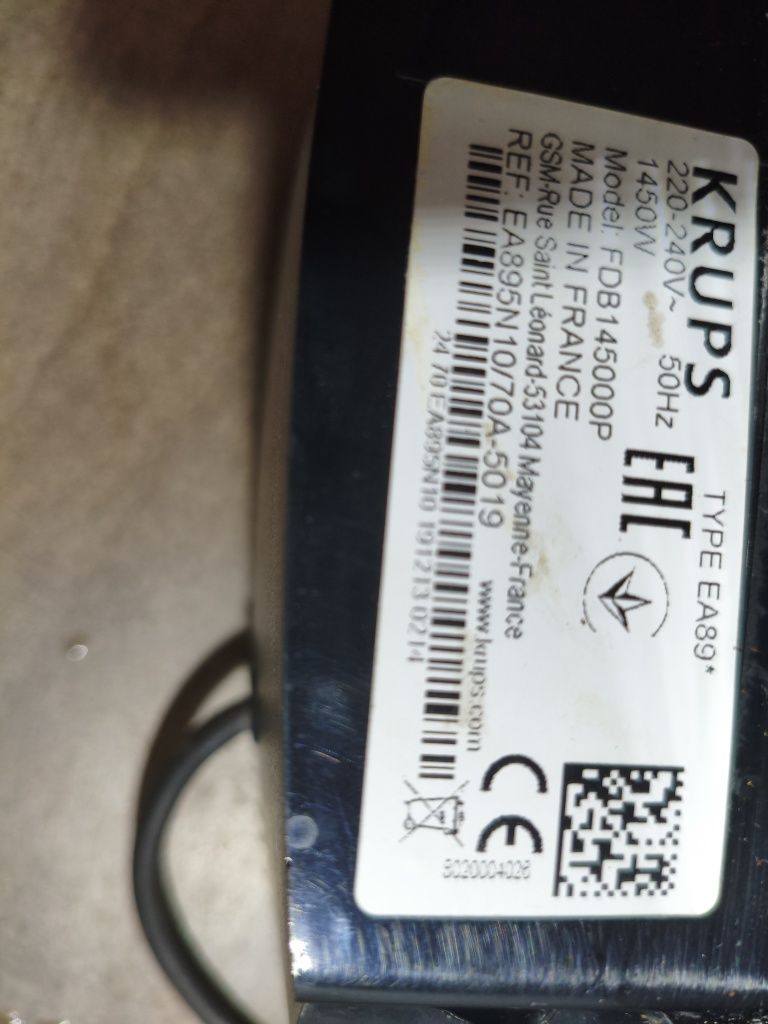 KRUPS TYPE EA89*
220-240V~ 50Hz
1450W
EAC
Model: FDB145000P
MADE IN FRANCE
GSM-Rue Saint Léonard-53104 Mayenne-France
REF: EA895N10/70A-5019
www.krups.com
24 70 EA895N10 191213 0214
CE
8020004026